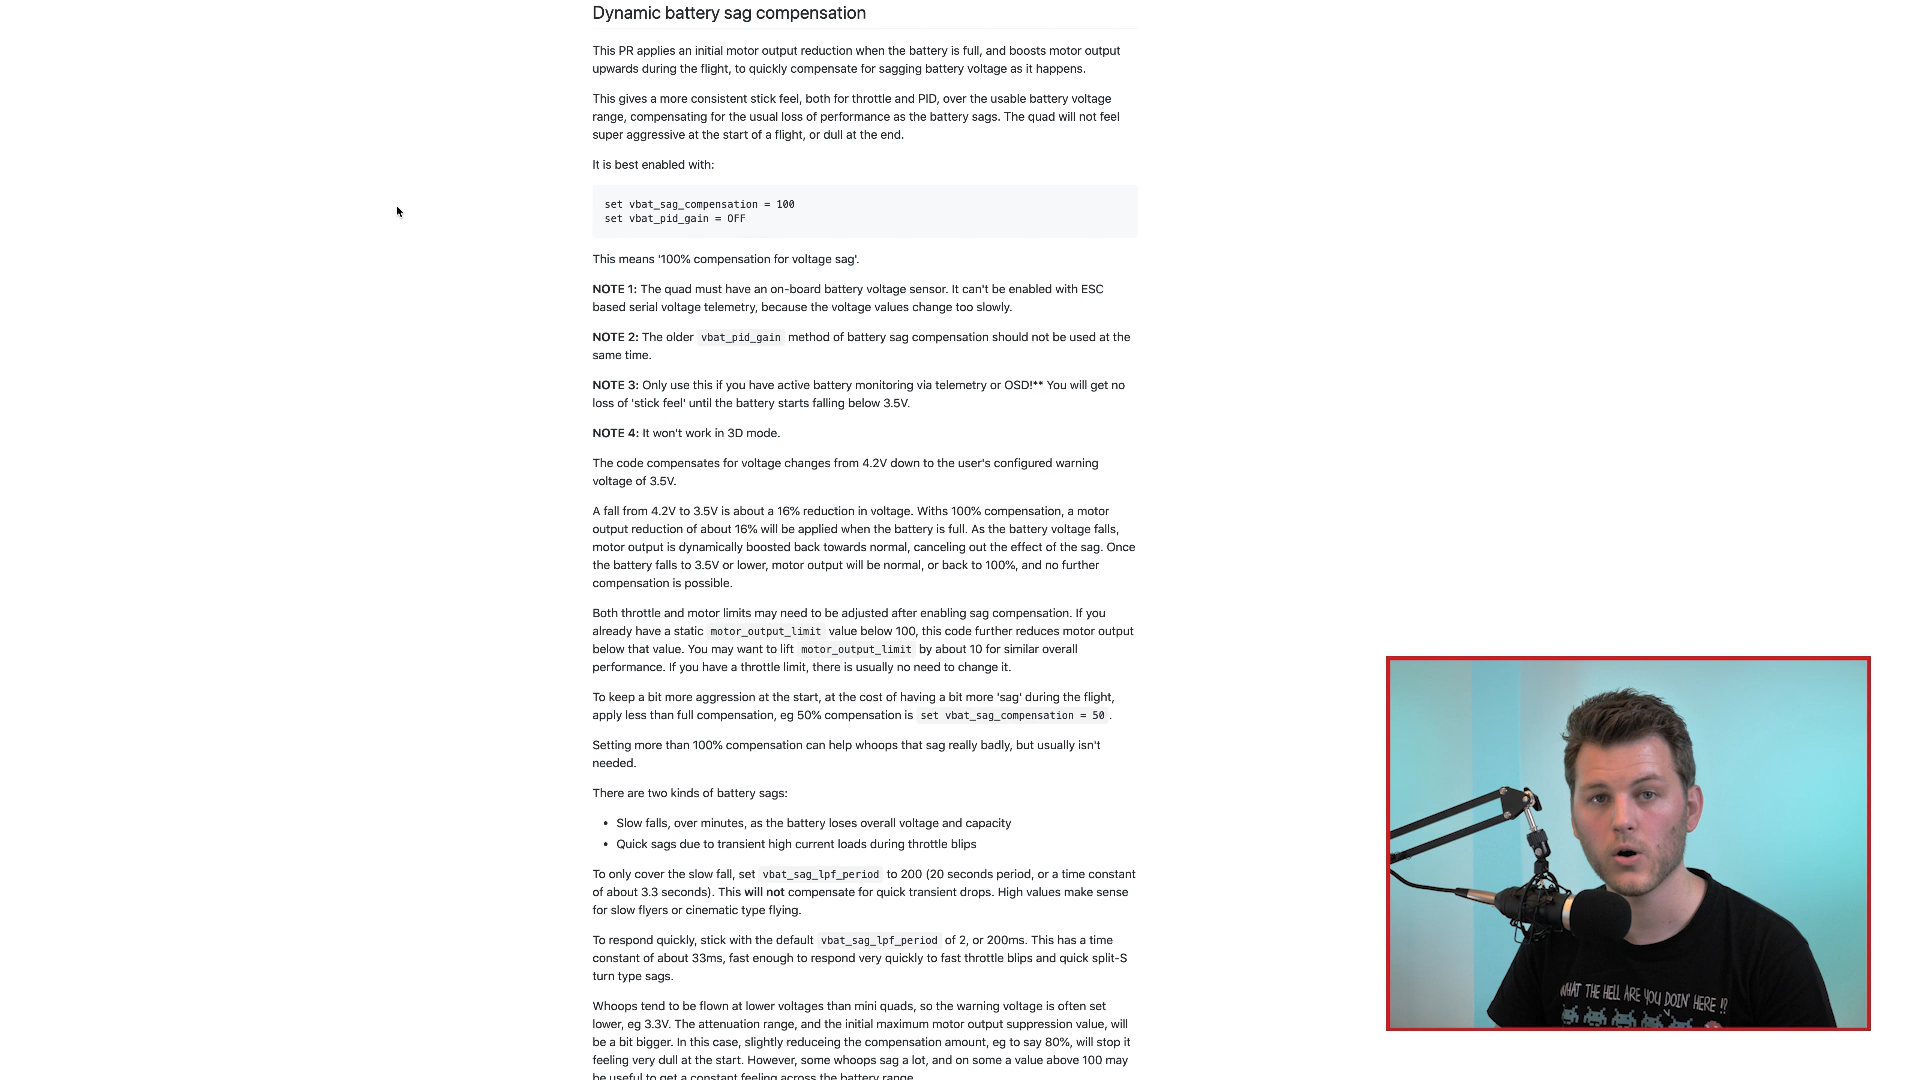 Dynamic battery sag compensation
This PR applies an initial motor output reduction when the battery is full, and boosts motor output
upwards during the flight, to quickly compensate for sagging battery voltage as it happens.
This gives a more consistent stick feel, both for throttle and PID, over the usable battery voltage
range, compensating for the usual loss of performance as the battery sags. The quad will not feel
super aggressive at the start of a flight, or dull at the end.
It is best enabled with:
set vbat_sag_compensation = 100
set vbat_pid_gain = OFF
This means '100% compensation for voltage sag'.
NOTE 1: The quad must have an on-board battery voltage sensor. It can't be enabled with ESC
based serial voltage telemetry, because the voltage values change too slowly.
NOTE 2: The older vbat_pid_gain method of battery sag compensation should not be used at the
same time.
NOTE 3: Only use this if you have active battery monitoring via telemetry or OSD!** You will get no
loss of 'stick feel' until the battery starts falling below 3.5V.
NOTE 4: It won't work in 3D mode.
The code compensates for voltage changes from 4.2V down to the user's configured warning
voltage of 3.5V.
A fall from 4.2V to 3.5V is about a 16% reduction in voltage. Withs 100% compensation, a motor
output reduction of about 16% will be applied when the battery is full. As the battery voltage falls,
motor output is dynamically boosted back towards normal, canceling out the effect of the sag. Once
the battery falls to 3.5V or lower, motor output will be normal, or back to 100%, and no further
compensation is possible.
Both throttle and motor limits may need to be adjusted after enabling sag compensation. If you
already have a static motor_output_limit value below 100, this code further reduces motor output
below that value. You may want to lift motor_output_limit by about 10 for similar overall
performance. If you have a throttle limit, there is usually no need to change it.
To keep a bit more aggression at the start, at the cost of having a bit more 'sag' during the flight,
apply less than full compensation, eg 50% compensation is set vbat_sag_compensation = 50 .
Setting more than 100% compensation can help whoops that sag really badly, but usually isn't
needed.
There are two kinds of battery sags:
• Slow falls, over minutes, as the battery loses overall voltage and capacity
• Quick sags due to transient high current loads during throttle blips
To only cover the slow fall, set vbat_sag_lpf_period to 200 (20 seconds period, or a time constant
of about 3.3 seconds). This will not compensate for quick transient drops. High values make sense
for slow flyers or cinematic type flying.
To respond quickly, stick with the default vbat_sag_lpf_period of 2, or 200ms. This has a time
constant of about 33ms, fast enough to respond very quickly to fast throttle blips and quick split-S
turn type sags.
Whoops tend to be flown at lower voltages than mini quads, so the warning voltage is often set
lower, eg 3.3V. The attenuation range, and the initial maximum motor output suppression value, will
be a bit bigger. In this case, slightly reduceing the compensation amount, eg to say 80%, will stop it
feeling very dull at the start. However, some whoops sag a lot, and on some a value above 100 may
be useful to get a constant feeling across the battery range.
WHAT THE HELL ARE YOU DOIN' HERE !?